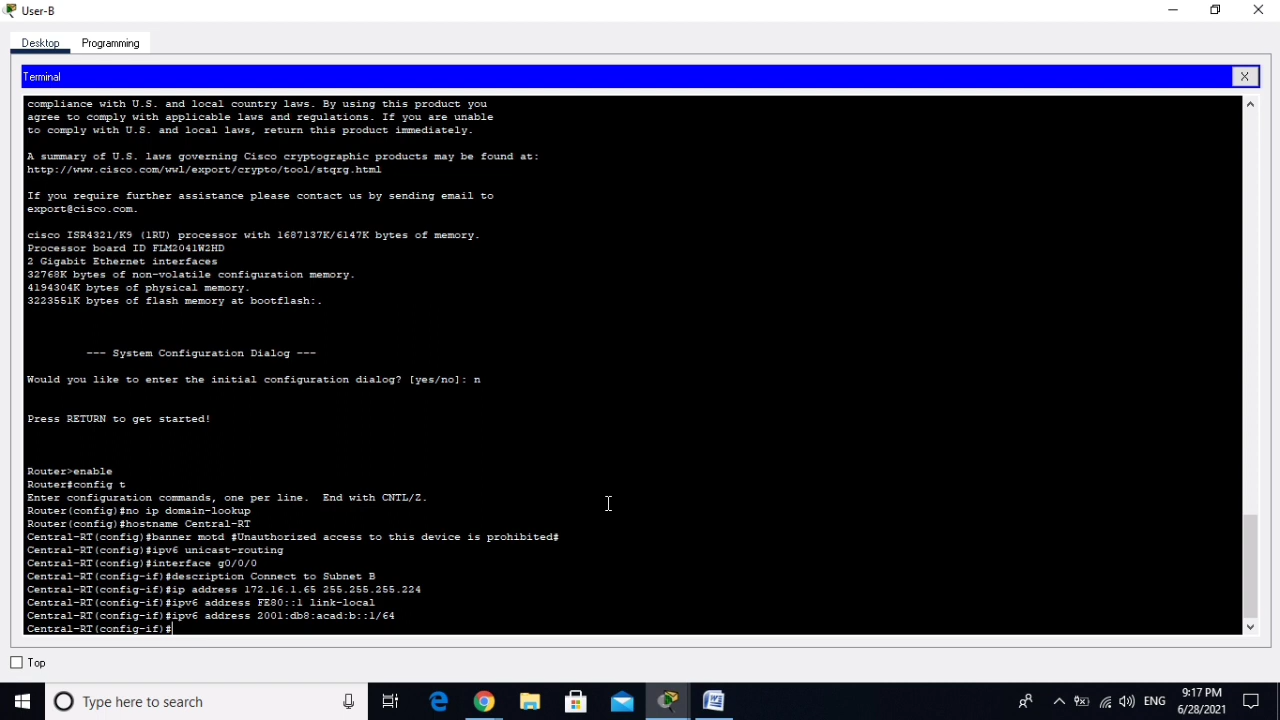 User-B
Desktop Programming
Terminal X
compliance with U.S. and local country laws. By using this product you
agree to comply with applicable laws and regulations. If you are unable
to comply with U.S. and local laws, return this product immediately.
A summary of U.S. laws governing Cisco cryptographic products may be found at:
http://www.cisco.com/wwl/export/crypto/tool/stqrg.html
If you require further assistance please contact us by sending email to
export@cisco.com.
cisco ISR4321/K9 (1RU) processor with 1687137K/6147K bytes of memory.
Processor board ID FLM2041W2HD
2 Gigabit Ethernet interfaces
32768K bytes of non-volatile configuration memory.
4194304K bytes of physical memory.
3223551K bytes of flash memory at bootflash:.
--- System Configuration Dialog ---
Would you like to enter the initial configuration dialog? [yes/no]: n
Press RETURN to get started!
Router>enable
Router#config t
Enter configuration commands, one per line.  End with CNTL/Z.
Router(config)#no ip domain-lookup
Router(config)#hostname Central-RT
Central-RT(config)#banner motd #Unauthorized access to this device is prohibited#
Central-RT(config)#ipv6 unicast-routing
Central-RT(config)#interface g0/0/0
Central-RT(config-if)#description Connect to Subnet B
Central-RT(config-if)#ip address 172.16.1.65 255.255.255.224
Central-RT(config-if)#ipv6 address FE80::1 link-local
Central-RT(config-if)#ipv6 address 2001:db8:acad:b::1/64
Central-RT(config-if)#
Top
Type here to search
ENG
9:17 PM
6/28/2021